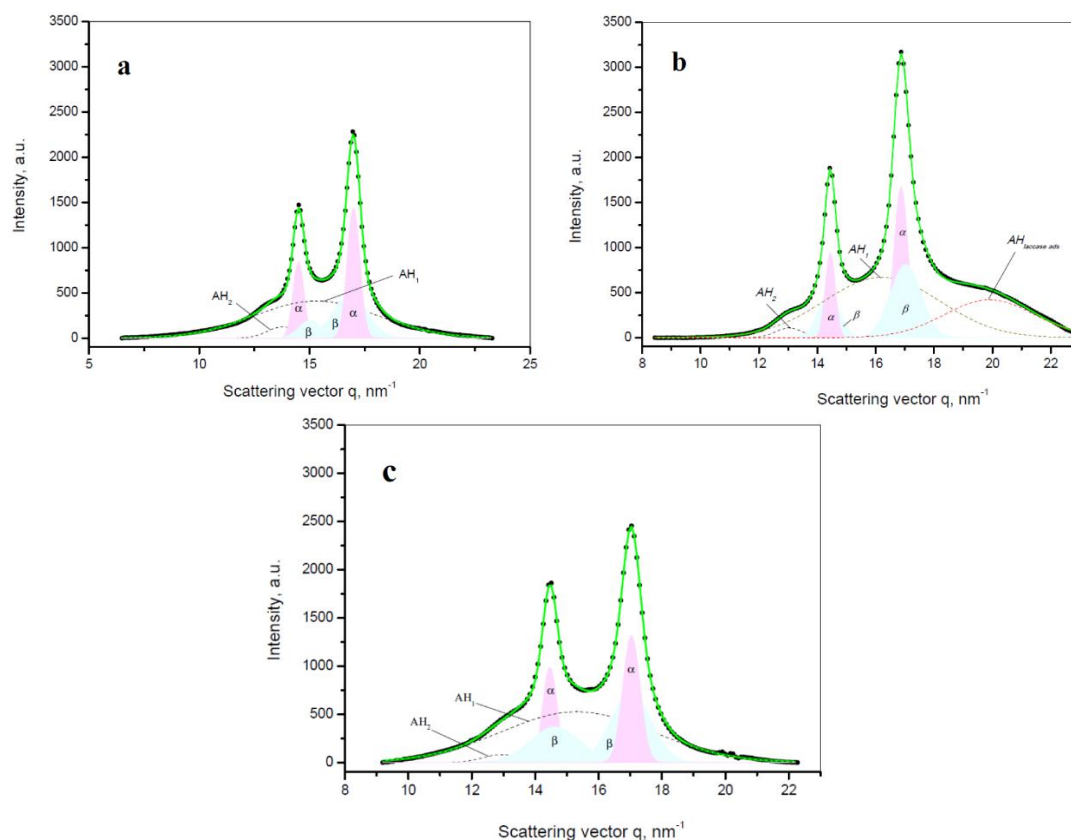 a
3500
3000
2500
2000
1500
1000
500
0
Intensity, a.u.
AH₂
AH₁
α
β
β
α
5
10
15
20
25
Scattering vector q, nm⁻¹
b
3500
3000
2500
2000
1500
1000
500
0
Intensity, a.u.
AH₂
AH₁
AH laccase ads
α
β
α
β
10
12
14
16
18
20
22
Scattering vector q, nm⁻¹
c
3500
3000
2500
2000
1500
1000
500
0
Intensity, a.u.
AH₂
AH₁
α
β
β
α
8
10
12
14
16
18
20
22
Scattering vector q, nm⁻¹